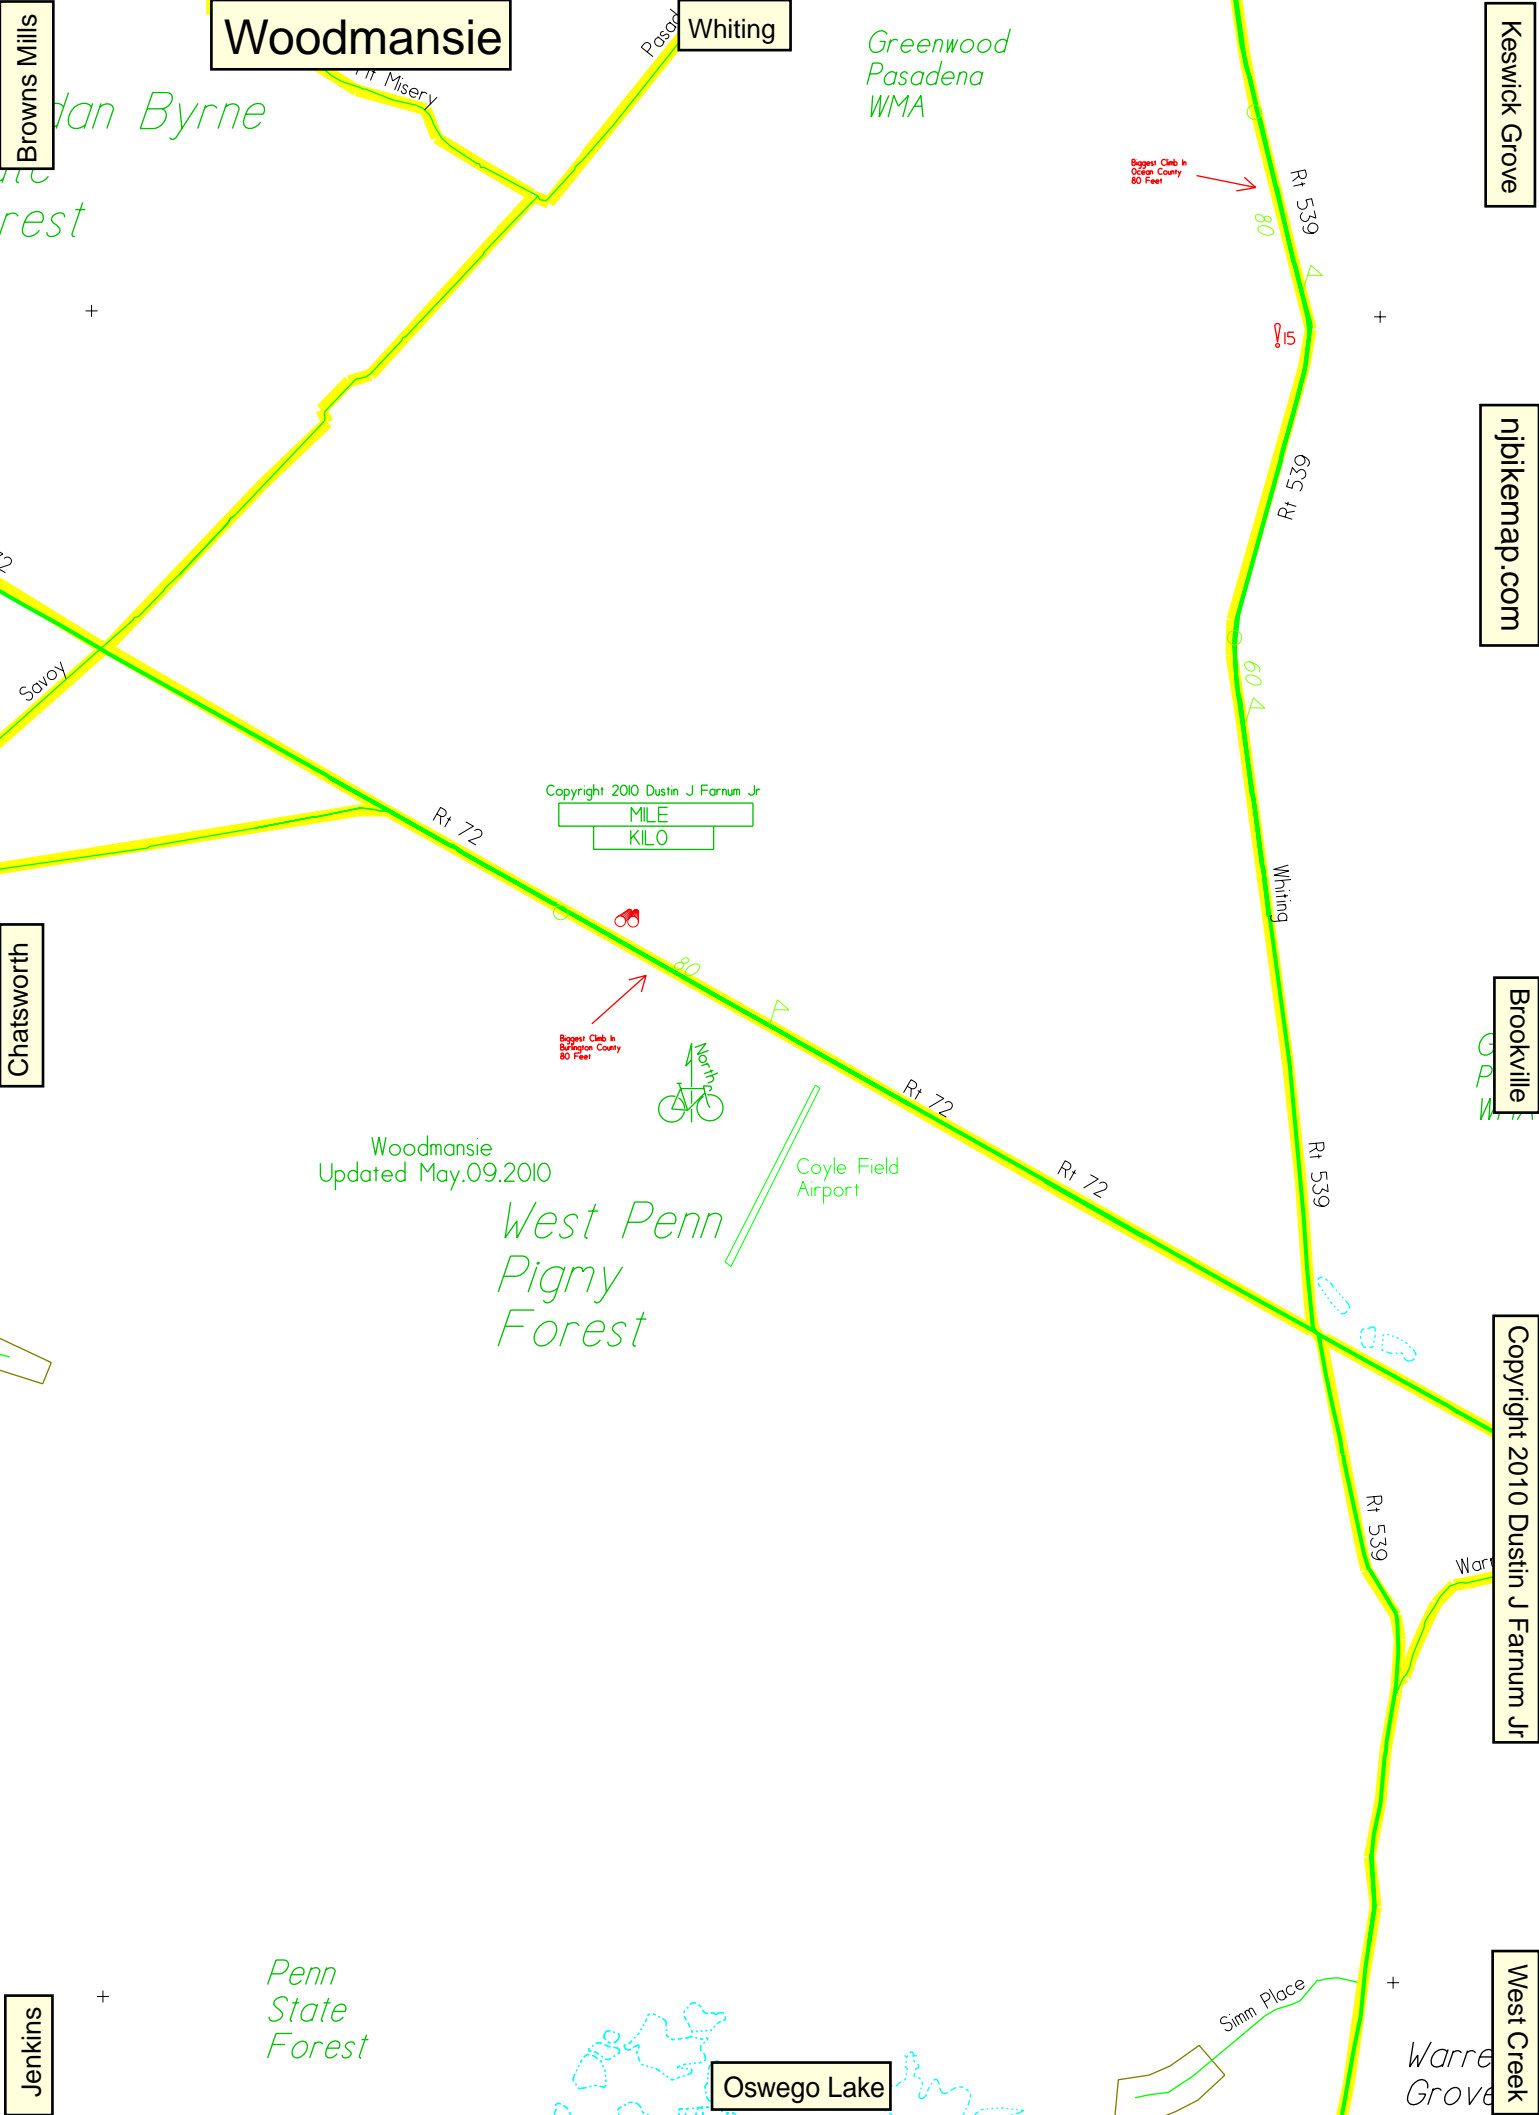 Browns Mills
Woodmansie
Whiting
Keswick Grove
Greenwood
Pasadena
WMA
Misery
Byrne
Biggest Climb In
Ocean County
80 Feet
Rt 539
80
15
njbikemap.com
Rt 539
Savoy
60
Copyright 2010 Dustin J Farnum Jr
MILE
KILO
Rt 72
Whiting
Chatsworth
80
Brookville
Biggest Climb In
Burlington County
80 Feet
North
Rt 72
Woodmansie
Updated May.09.2010
Coyle Field
Airport
Rt 72
Rt 539
West Penn
Pigmy
Forest
Copyright 2010 Dustin J Farnum Jr
Rt 539
Penn
State
Forest
Simm Place
West Creek
Jenkins
Oswego Lake